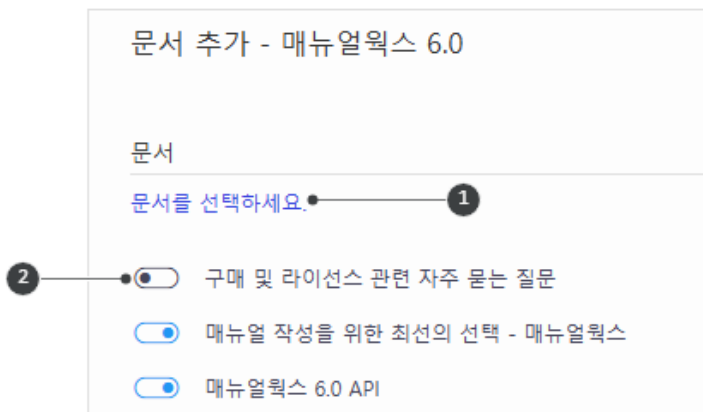 문서 추가 - 매뉴얼웍스 6.0
문서
문서를 선택하세요.
1
2
구매 및 라이선스 관련 자주 묻는 질문
매뉴얼 작성을 위한 최선의 선택 - 매뉴얼웍스
매뉴얼웍스 6.0 API